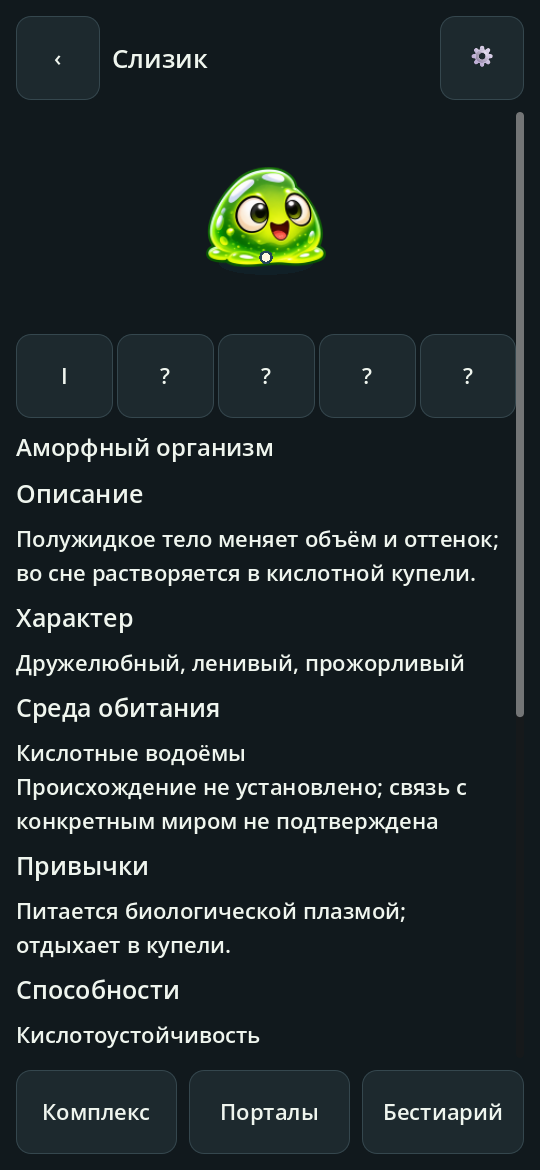 ‹ Слизик
I ? ? ? ?
Аморфный организм
Описание
Полужидкое тело меняет объём и оттенок;
во сне растворяется в кислотной купели.
Характер
Дружелюбный, ленивый, прожорливый
Среда обитания
Кислотные водоёмы
Происхождение не установлено; связь с
конкретным миром не подтверждена
Привычки
Питается биологической плазмой;
отдыхает в купели.
Способности
Кислотоустойчивость
Комплекс Порталы Бестиарий